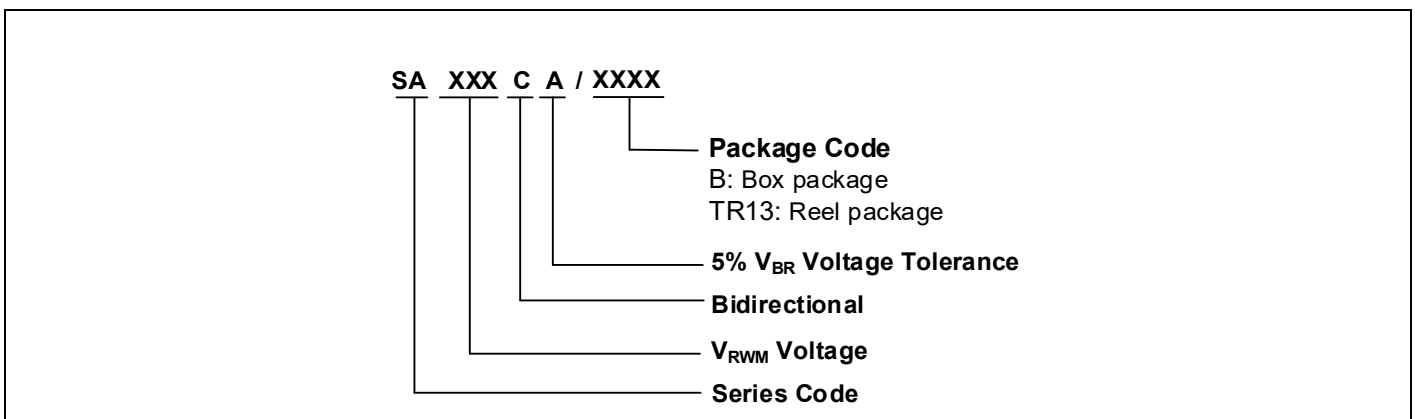 SA XXX C A / XXXX
Package Code
B: Box package
TR13: Reel package
5% VBR Voltage Tolerance
Bidirectional
VRWM Voltage
Series Code